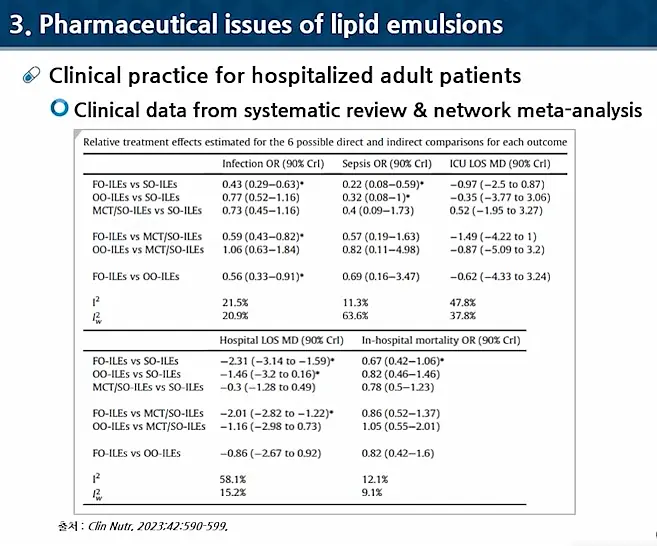 3. Pharmaceutical issues of lipid emulsions
Clinical practice for hospitalized adult patients
Clinical data from systematic review & network meta-analysis
Relative treatment effects estimated for the 6 possible direct and indirect comparisons for each outcome
Infection OR (90% CrI) Sepsis OR (90% CrI) ICU LOS MD (90% CrI)
FO-ILEs vs SO-ILEs 0.43 (0.29–0.63)* 0.22 (0.08–0.59)* −0.97 (−2.5 to 0.87)
OO-ILEs vs SO-ILEs 0.77 (0.52–1.16) 0.32 (0.08–1)* −0.35 (−3.77 to 3.06)
MCT/SO-ILEs vs SO-ILEs 0.73 (0.45–1.16) 0.4 (0.09–1.73) 0.52 (−1.95 to 3.27)
FO-ILEs vs MCT/SO-ILEs 0.59 (0.43–0.82)* 0.57 (0.19–1.63) −1.49 (−4.22 to 1)
OO-ILEs vs MCT/SO-ILEs 1.06 (0.63–1.84) 0.82 (0.11–4.98) −0.87 (−5.09 to 3.2)
FO-ILEs vs OO-ILEs 0.56 (0.33–0.91)* 0.69 (0.16–3.47) −0.62 (−4.33 to 3.24)
I² 21.5% 11.3% 47.8%
I²w 20.9% 63.6% 37.8%
Hospital LOS MD (90% CrI) In-hospital mortality OR (90% CrI)
FO-ILEs vs SO-ILEs −2.31 (−3.14 to −1.59)* 0.67 (0.42–1.06)*
OO-ILEs vs SO-ILEs −1.46 (−3.2 to 0.16)* 0.82 (0.46–1.46)
MCT/SO-ILEs vs SO-ILEs −0.3 (−1.28 to 0.49) 0.78 (0.5–1.23)
FO-ILEs vs MCT/SO-ILEs −2.01 (−2.82 to −1.22)* 0.86 (0.52–1.37)
OO-ILEs vs MCT/SO-ILEs −1.16 (−2.98 to 0.73) 1.05 (0.55–2.01)
FO-ILEs vs OO-ILEs −0.86 (−2.67 to 0.92) 0.82 (0.42–1.6)
I² 58.1% 12.1%
I²w 15.2% 9.1%
출처 : Clin Nutr. 2023;42:590-599.